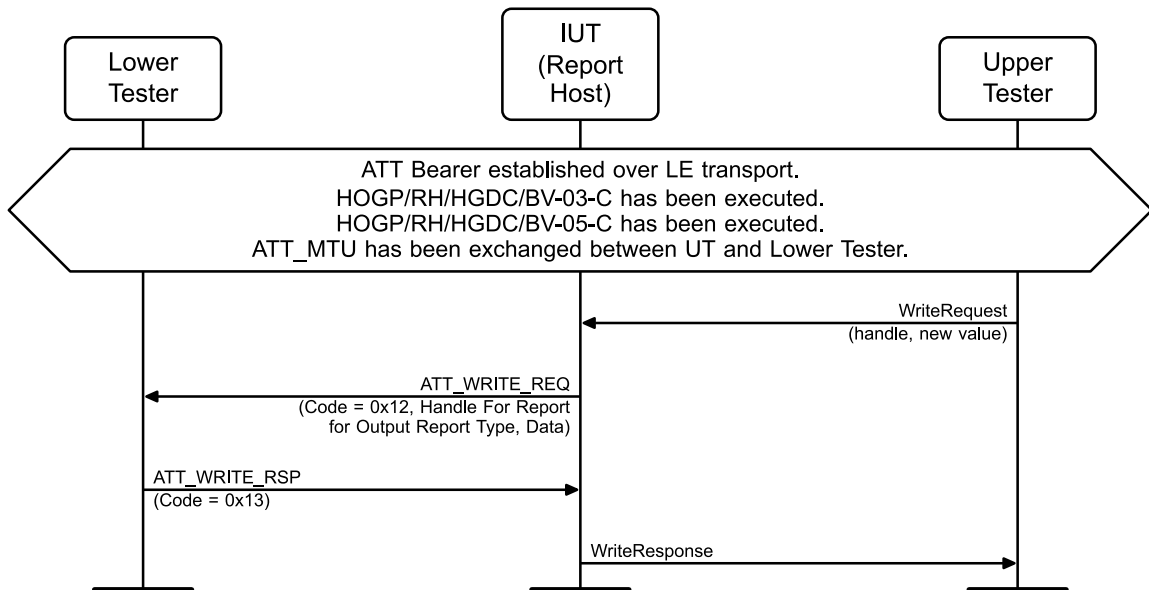 Lower
Tester
IUT
(Report
Host)
Upper
Tester
ATT Bearer established over LE transport.
HOGP/RH/HGDC/BV-03-C has been executed.
HOGP/RH/HGDC/BV-05-C has been executed.
ATT_MTU has been exchanged between UT and Lower Tester.
WriteRequest
(handle, new value)
ATT_WRITE_REQ
(Code = 0x12, Handle For Report
for Output Report Type, Data)
ATT_WRITE_RSP
(Code = 0x13)
WriteResponse